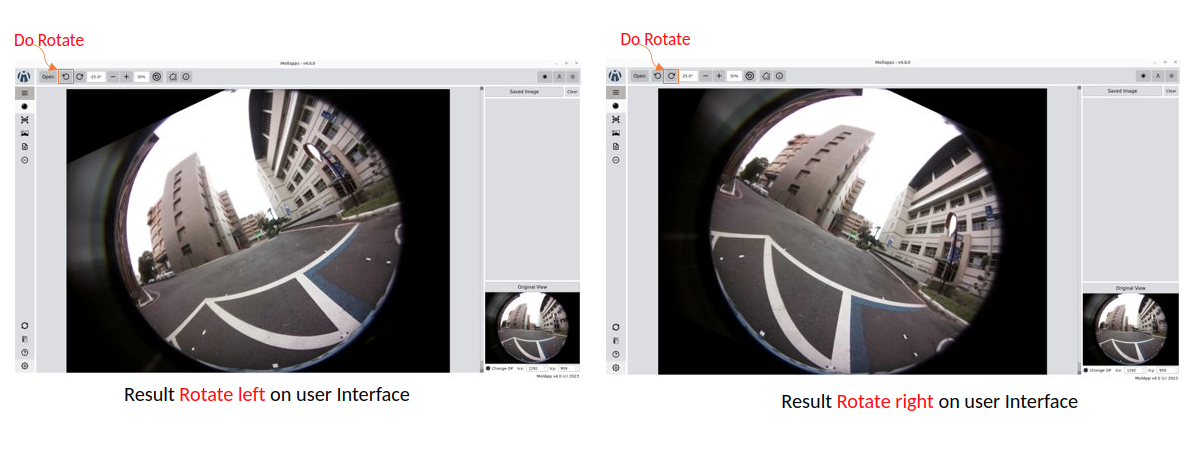 Do Rotate
Do Rotate
Moilapps - v4.0.0
Open
-25.0°
50%
Saved Image
Clear
Original View
Change OP
Icx:
1292
Icy:
959
MoilApp v4.0 (c) 2023
Result Rotate left on user Interface
Moilapps - v4.0.0
Open
25.0°
50%
Saved Image
Clear
Original View
Change OP
Icx:
1292
Icy:
959
MoilApp v4.0 (c) 2023
Result Rotate right on user Interface